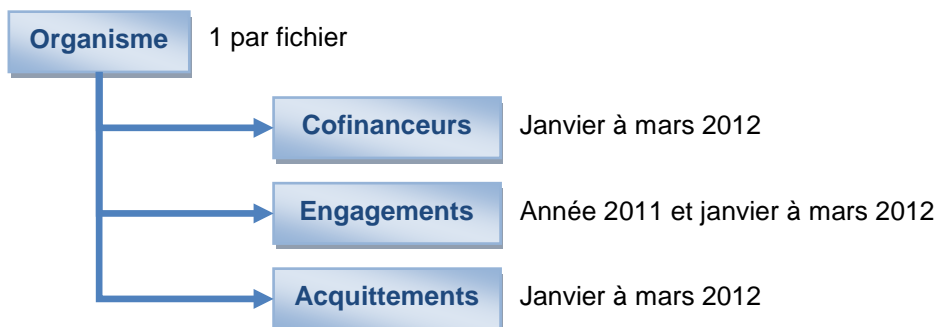 Organisme 1 par fichier
Cofinanceurs Janvier à mars 2012
Engagements Année 2011 et janvier à mars 2012
Acquittements Janvier à mars 2012